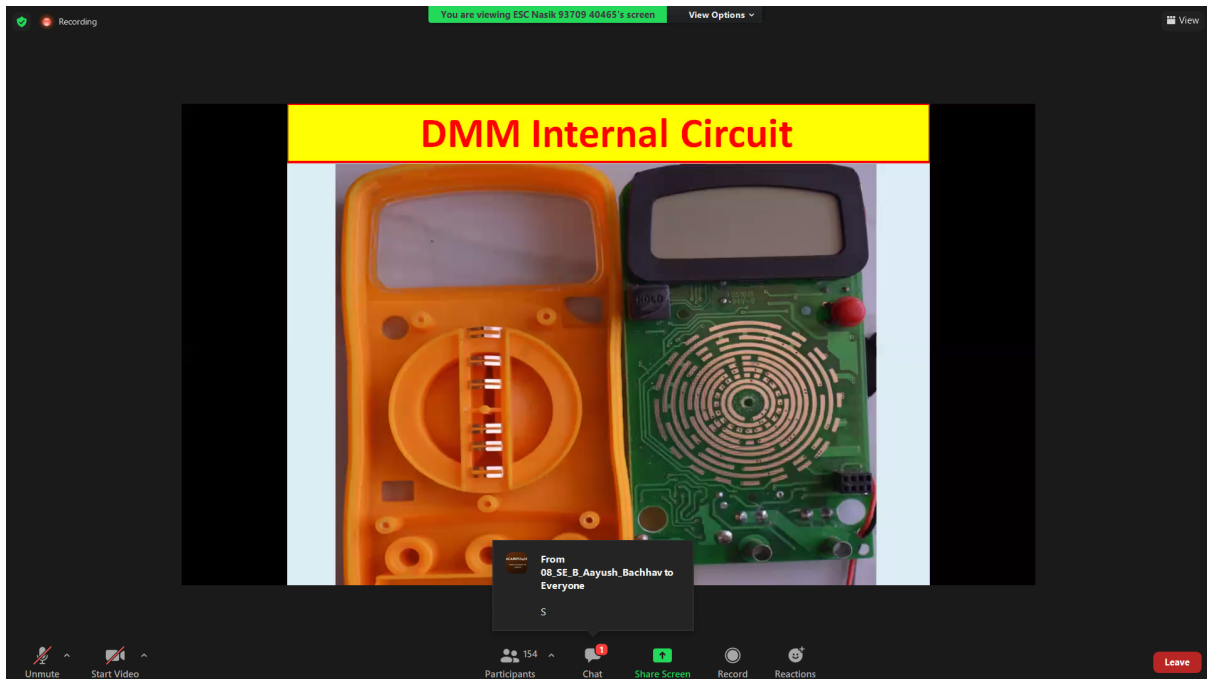 Recording
You are viewing ESC Nasik 93709 40465's screen
View Options
View
DMM Internal Circuit
HOLD
From
08_SE_B_Aayush_Bachhav to
Everyone
S
Unmute
Start Video
154
Participants
1
Chat
Share Screen
Record
Reactions
Leave